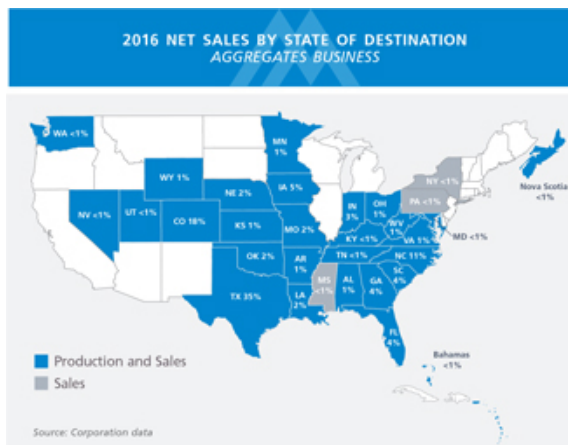 2016 NET SALES BY STATE OF DESTINATION
AGGREGATES BUSINESS
WA <1%
MN
1%
WY 1%
IA 5%
NE 2%
NV <1%
UT <1%
CO 18%
KS 1%
MO 2%
OK 2%
AR
1%
TX 35%
LA
2%
MS
<1%
AL
1%
GA
4%
FL
4%
SC
4%
NC 11%
TN <1%
KY <1%
VA 1%
WV
1%
IN
3%
OH
1%
NY <1%
PA <1%
MD <1%
Nova Scotia
<1%
Bahamas
<1%
Production and Sales
Sales
Source: Corporation data